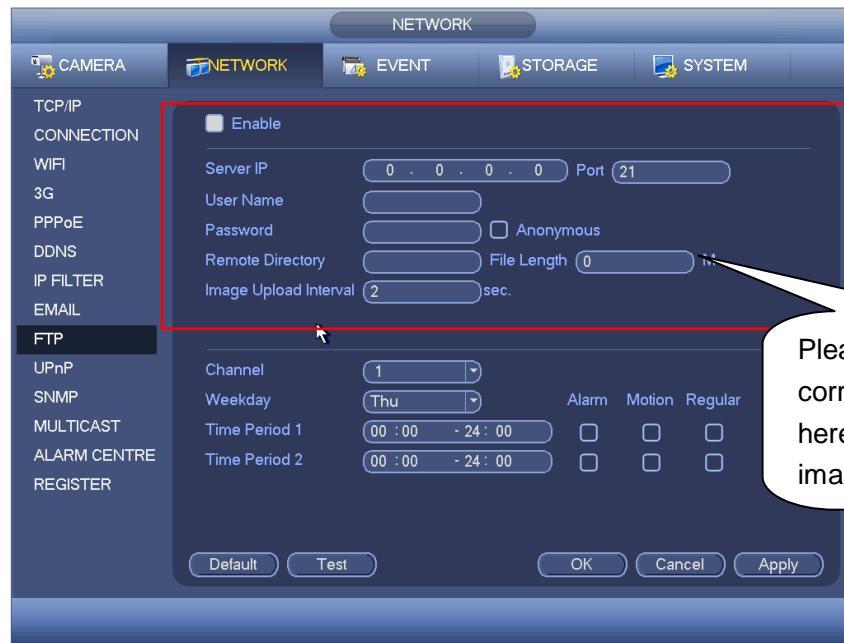 NETWORK
CAMERA NETWORK EVENT STORAGE SYSTEM
TCP/IP
CONNECTION
WIFI
3G
PPPoE
DDNS
IP FILTER
EMAIL
FTP
UPnP
SNMP
MULTICAST
ALARM CENTRE
REGISTER
Enable
Server IP 0 . 0 . 0 . 0 Port 21
User Name
Password Anonymous
Remote Directory File Length 0 M
Image Upload Interval 2 sec.
Channel 1
Weekday Thu Alarm Motion Regular
Time Period 1 00 :00 - 24 : 00
Time Period 2 00 :00 - 24 : 00
Default Test OK Cancel Apply
here